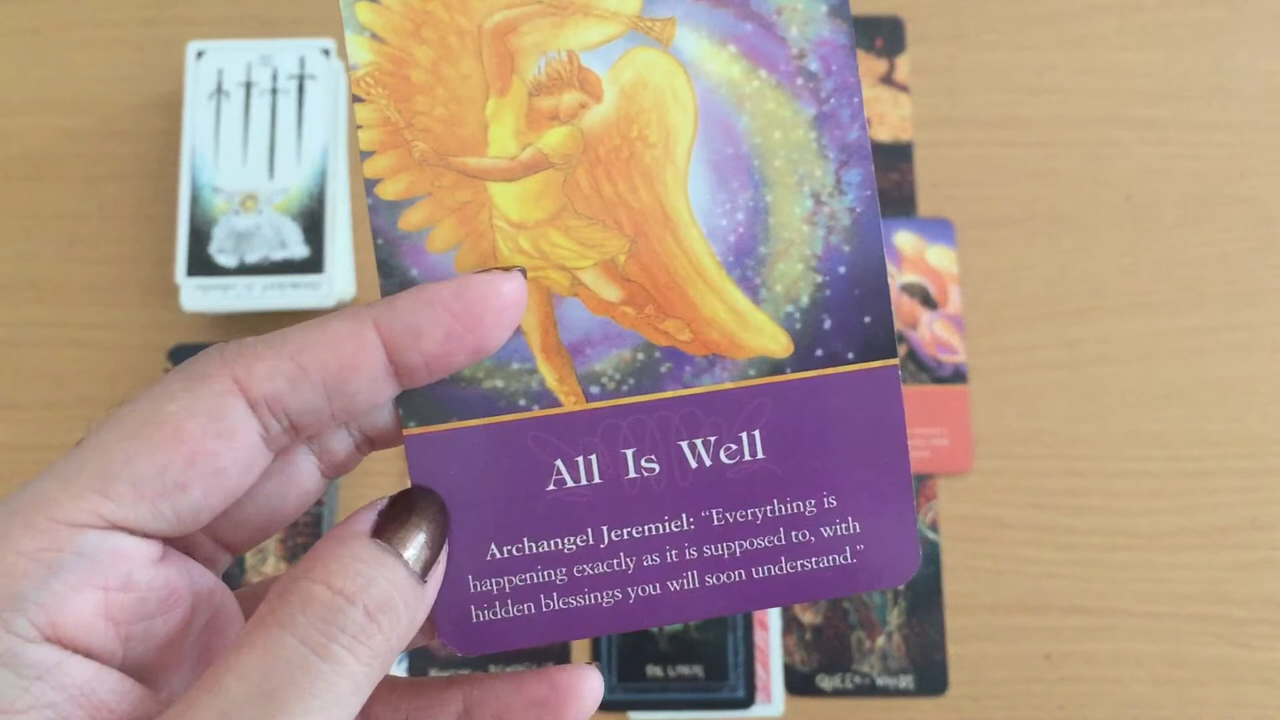 All Is Well
Archangel Jeremiel: “Everything is
happening exactly as it is supposed to, with
hidden blessings you will soon understand.”